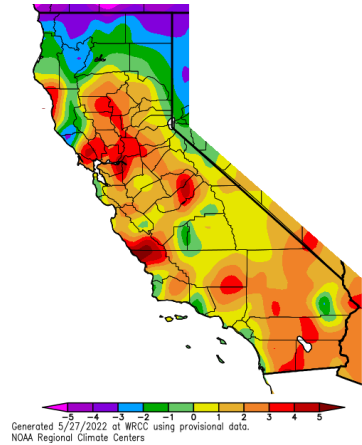 -5 -4 -3 -2 -1 0 1 2 3 4 5
Generated 5/27/2022 at WRCC using provisional data.
NOAA Regional Climate Centers